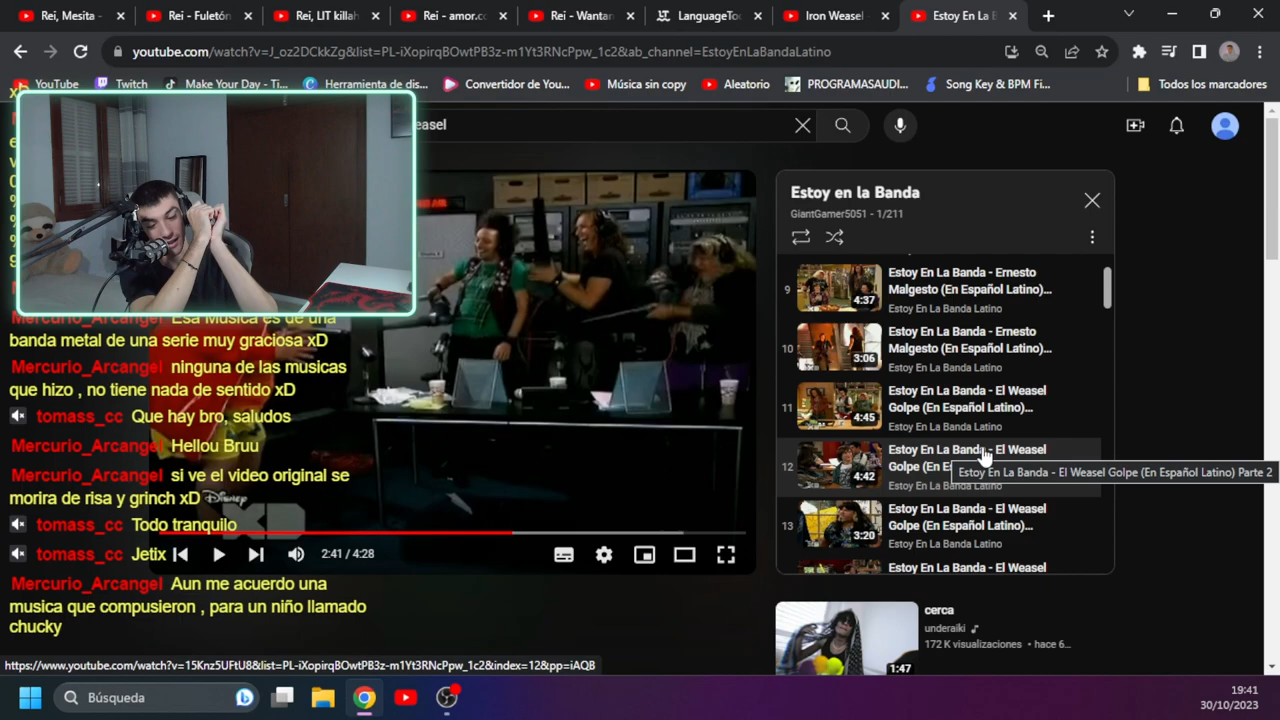 Rei, Mesita -
Rei - Fuletón
Rei, LIT killah
Rei - amor.cc
Rei - Wantan
LanguageToo
Iron Weasel
Estoy En La B
youtube.com/watch?v=J_oz2DCkkZg&list=PL-iXopirqBOwtPB3z-m1Yt3RNcPpw_1c2&ab_channel=EstoyEnLaBandaLatino
YouTube
Twitch
Make Your Day - Ti...
Herramienta de dis...
Convertidor de You...
Música sin copy
Aleatorio
PROGRAMASAUDI...
Song Key & BPM Fi...
Todos los marcadores
easel
Mercurio_Arcangel Esa Musica es de una
banda metal de una serie muy graciosa xD
Mercurio_Arcangel ninguna de las musicas
que hizo , no tiene nada de sentido xD
tomass_cc Que hay bro, saludos
Mercurio_Arcangel Hellou Bruu
Mercurio_Arcangel si ve el video original se
morira de risa y grinch xD
tomass_cc Todo tranquilo
tomass_cc Jetix
Mercurio_Arcangel Aun me acuerdo una
musica que compusieron , para un niño llamado
chucky
Disney
XD
2:41 / 4:28
Estoy en la Banda
GiantGamer5051 - 1/211
9
4:37
Estoy En La Banda - Ernesto
Malgesto (En Español Latino)...
Estoy En La Banda Latino
10
3:06
Estoy En La Banda - Ernesto
Malgesto (En Español Latino)...
Estoy En La Banda Latino
11
4:45
Estoy En La Banda - El Weasel
Golpe (En Español Latino)...
Estoy En La Banda Latino
12
4:42
Estoy En La Banda - El Weasel
Golpe (En Es
Estoy En La Banda - El Weasel Golpe (En Español Latino) Parte 2
Estoy En La Banda Latino
13
3:20
Estoy En La Banda - El Weasel
Golpe (En Español Latino)...
Estoy En La Banda Latino
Estoy En La Banda - El Weasel
cerca
underaiki
172 K visualizaciones • hace 6...
1:47
https://www.youtube.com/watch?v=15Knz5UFtU8&list=PL-iXopirqBOwtPB3z-m1Yt3RNcPpw_1c2&index=12&pp=iAQB
Búsqueda
19:41
30/10/2023